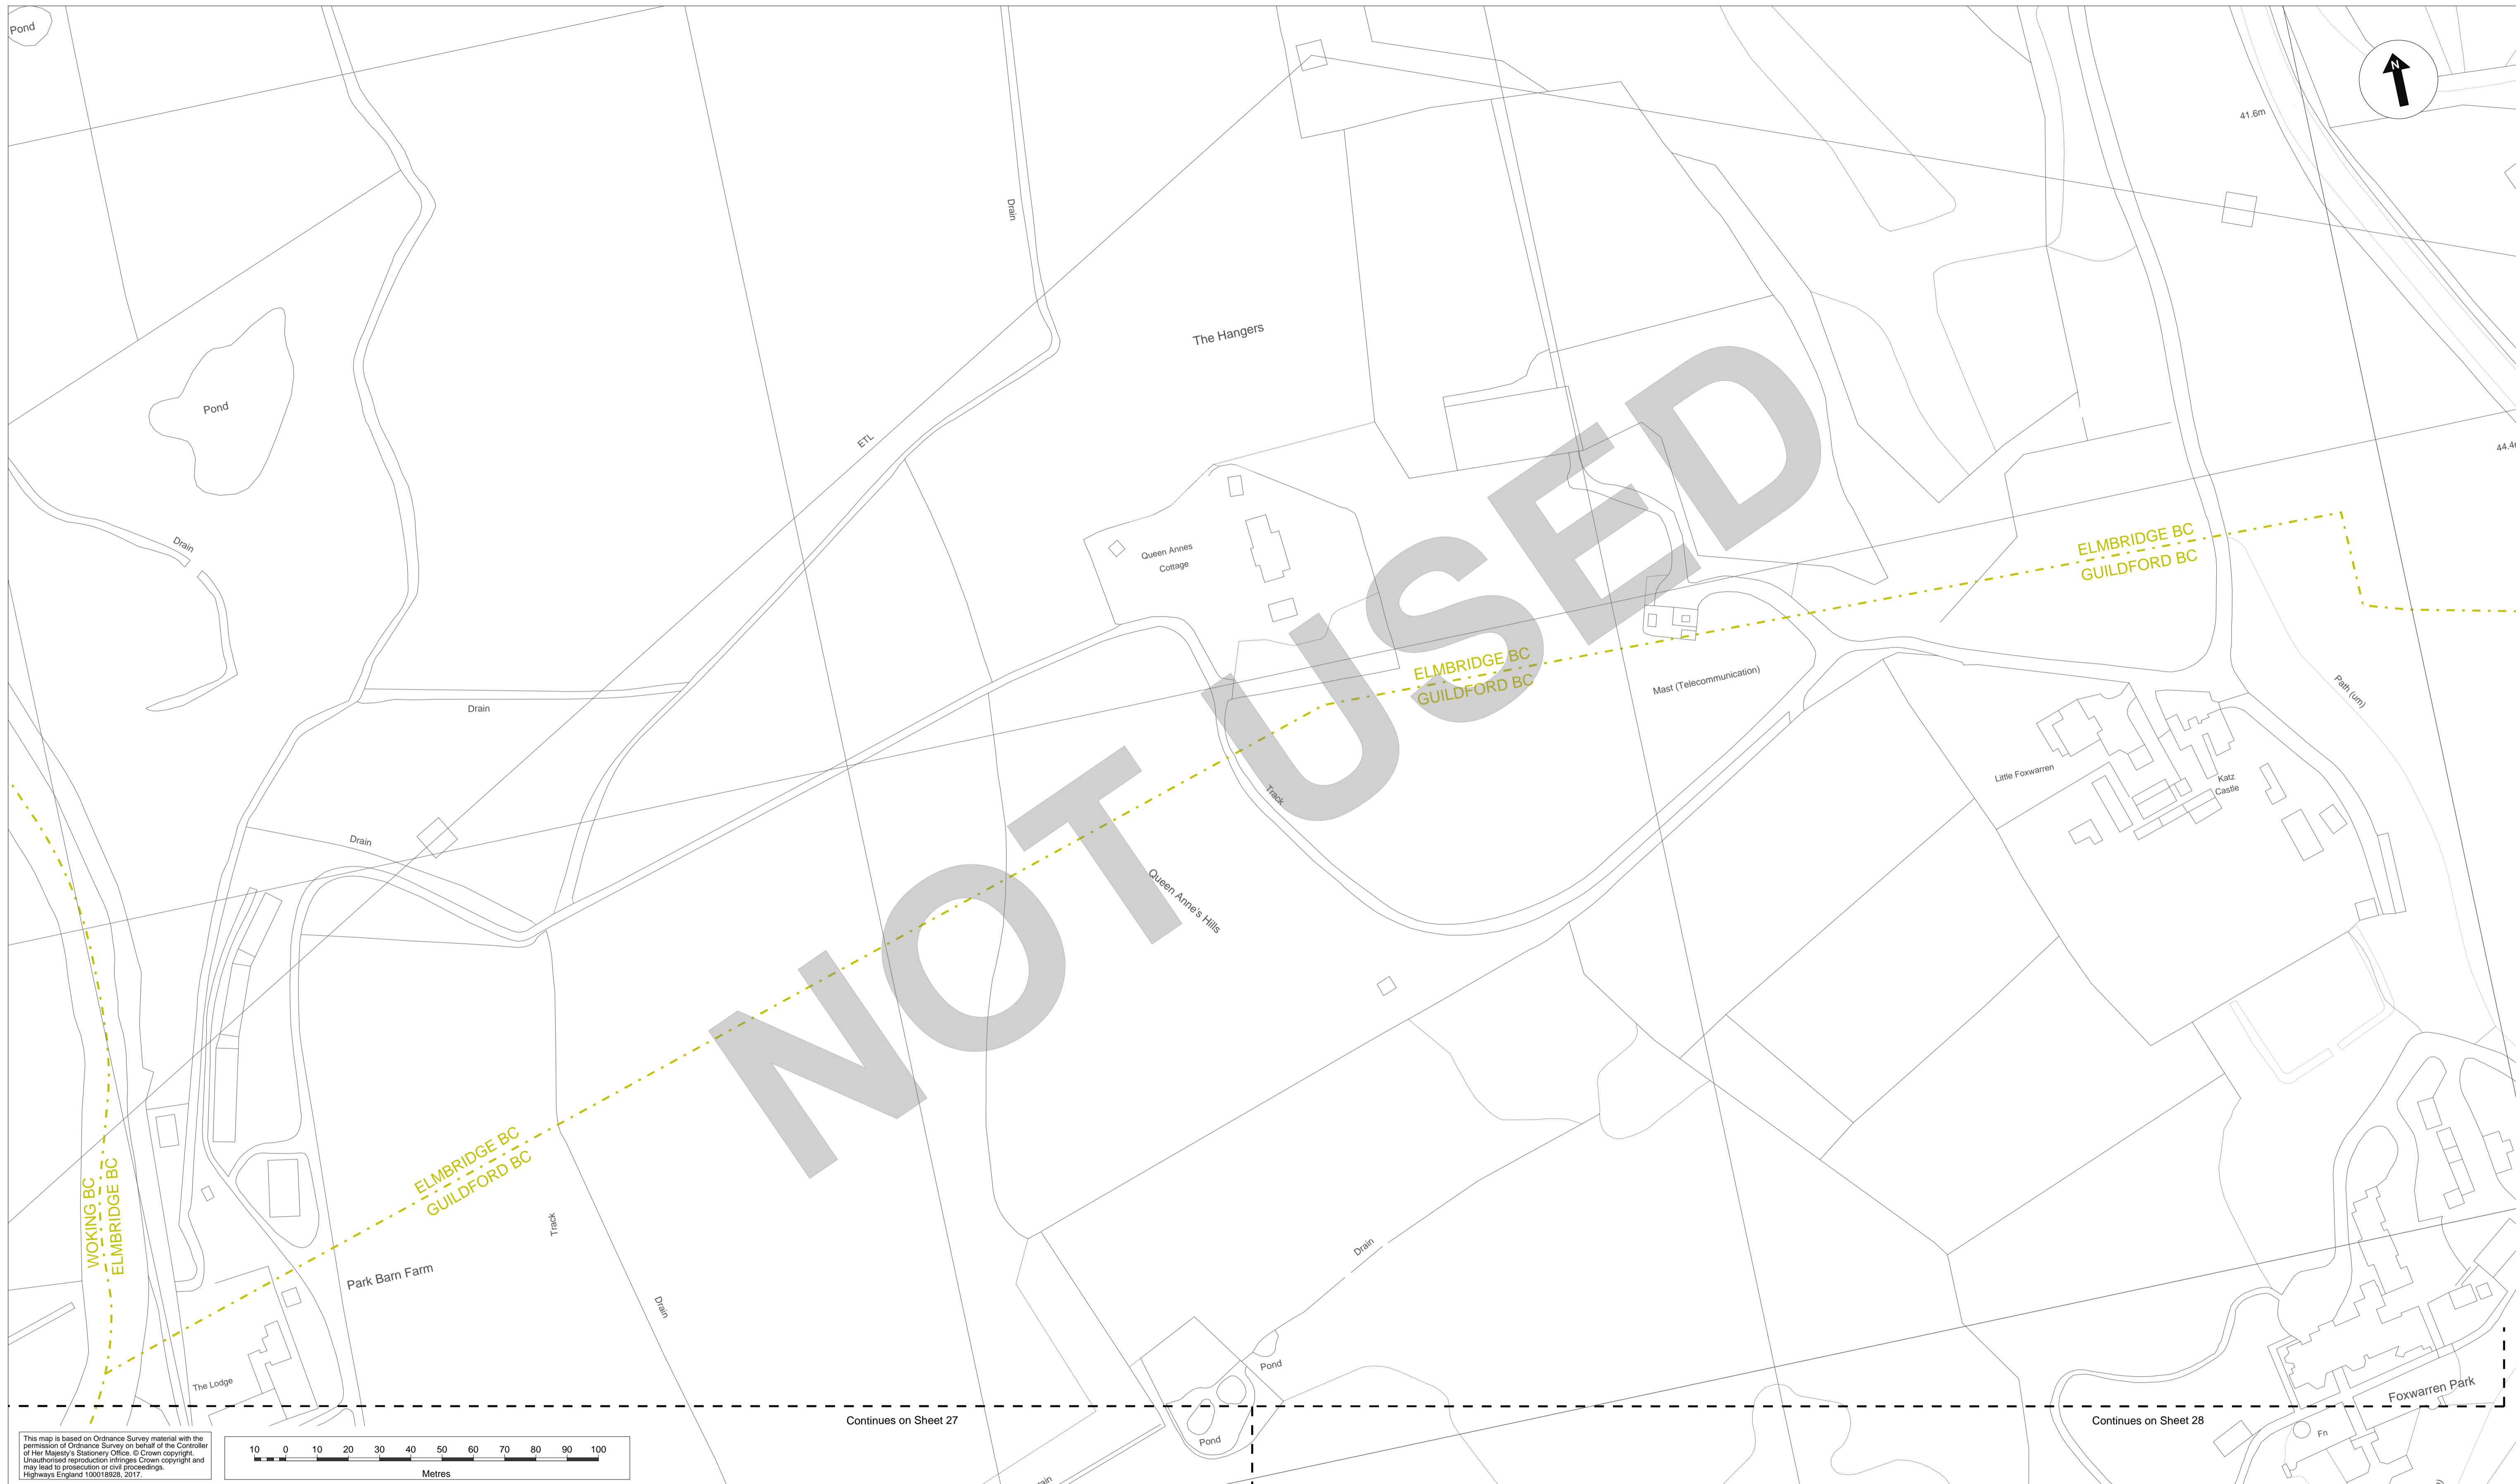 Pond
N
41.6m
Drain
The Hangers
Pond
ETL
Drain
Queen Annes
Cottage
ELMBRIDGE BC
GUILDFORD BC
ELMBRIDGE BC
GUILDFORD BC
Mast (Telecommunication)
Path (um)
Drain
Little Foxwarren
Katz
Castle
Track
Drain
Queen Anne's Hills
NOT USED
ELMBRIDGE BC
GUILDFORD BC
WOKING BC
ELMBRIDGE BC
Track
Park Barn Farm
Drain
Drain
Pond
The Lodge
Foxwarren Park
Continues on Sheet 27
Continues on Sheet 28
Pond
Fn
This map is based on Ordnance Survey material with the
permission of Ordnance Survey on behalf of the Controller
of Her Majesty's Stationery Office. © Crown copyright.
Unauthorised reproduction infringes Crown copyright and
may lead to prosecution or civil proceedings.
Highways England 100018928, 2017.
10 0 10 20 30 40 50 60 70 80 90 100
Metres